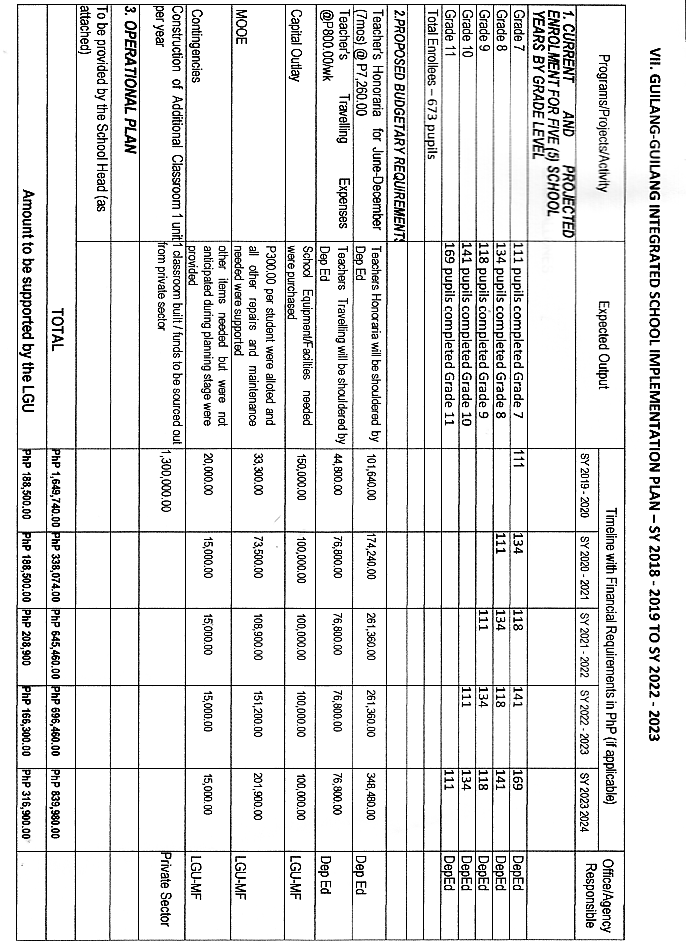 VII. GUILANG-GUILANG INTEGRATED SCHOOL IMPLEMENTATION PLAN – SY 2018 - 2019 TO SY 2022 - 2023
Programs/Projects/Activity Expected Output Timeline with Financial Requirements in PhP (if applicable) Office/Agency Responsible
SY 2019 - 2020 SY 2020 - 2021 SY 2021 - 2022 SY 2022 - 2023 SY 2023 2024
1. CURRENT AND PROJECTED
ENROLMENT FOR FIVE (5) SCHOOL
YEARS BY GRADE LEVEL
Grade 7 111 pupils completed Grade 7 111 134 118 141 169 DepEd
Grade 8 134 pupils completed Grade 8 111 134 118 141 DepEd
Grade 9 118 pupils completed Grade 9 111 134 118 DepEd
Grade 10 141 pupils completed Grade 10 111 134 DepEd
Grade 11 169 pupils completed Grade 11 111 DepEd
Total Enrollees – 673 pupils
2.PROPOSED BUDGETARY REQUIREMENTS
Teacher's Honoraria for June-December Teachers Honoraria will be shouldered by 101,640.00 174,240.00 261,360.00 261,360.00 348,480.00 Dep Ed
(7mos) @ P7,260.00 Dep Ed
Teacher's Travelling Expenses Teachers Travelling will be shouldered by 44,800.00 76,800.00 76,800.00 76,800.00 76,800.00 Dep Ed
@P800.00/wk Dep Ed
Capital Outlay School Equipment/Facilities needed 150,000.00 100,000.00 100,000.00 100,000.00 100,000.00 LGU-MF
were purchased
MOOE P300.00 per student were alloted and 33,300.00 73,500.00 108,900.00 151,200.00 201,900.00 LGU-MF
all other repairs and maintenance
needed were supported
Contingencies other items needed but were not 20,000.00 15,000.00 15,000.00 15,000.00 15,000.00 LGU-MF
anticipated during planning stage were
provided
Construction of Additional Classroom 1 unit 1 classroom built / funds to be sourced out 1,300,000.00 Private Sector
per year from private sector
3. OPERATIONAL PLAN
To be provided by the School Head (as
attached)
TOTAL PhP 1,649,740.00 PhP 338,074.00 PhP 545,460.00 PhP 596,460.00 PhP 839,980.00
Amount to be supported by the LGU PhP 188,500.00 PhP 188,500.00 PhP 208,900 PhP 166,300.00 PhP 316,900.00